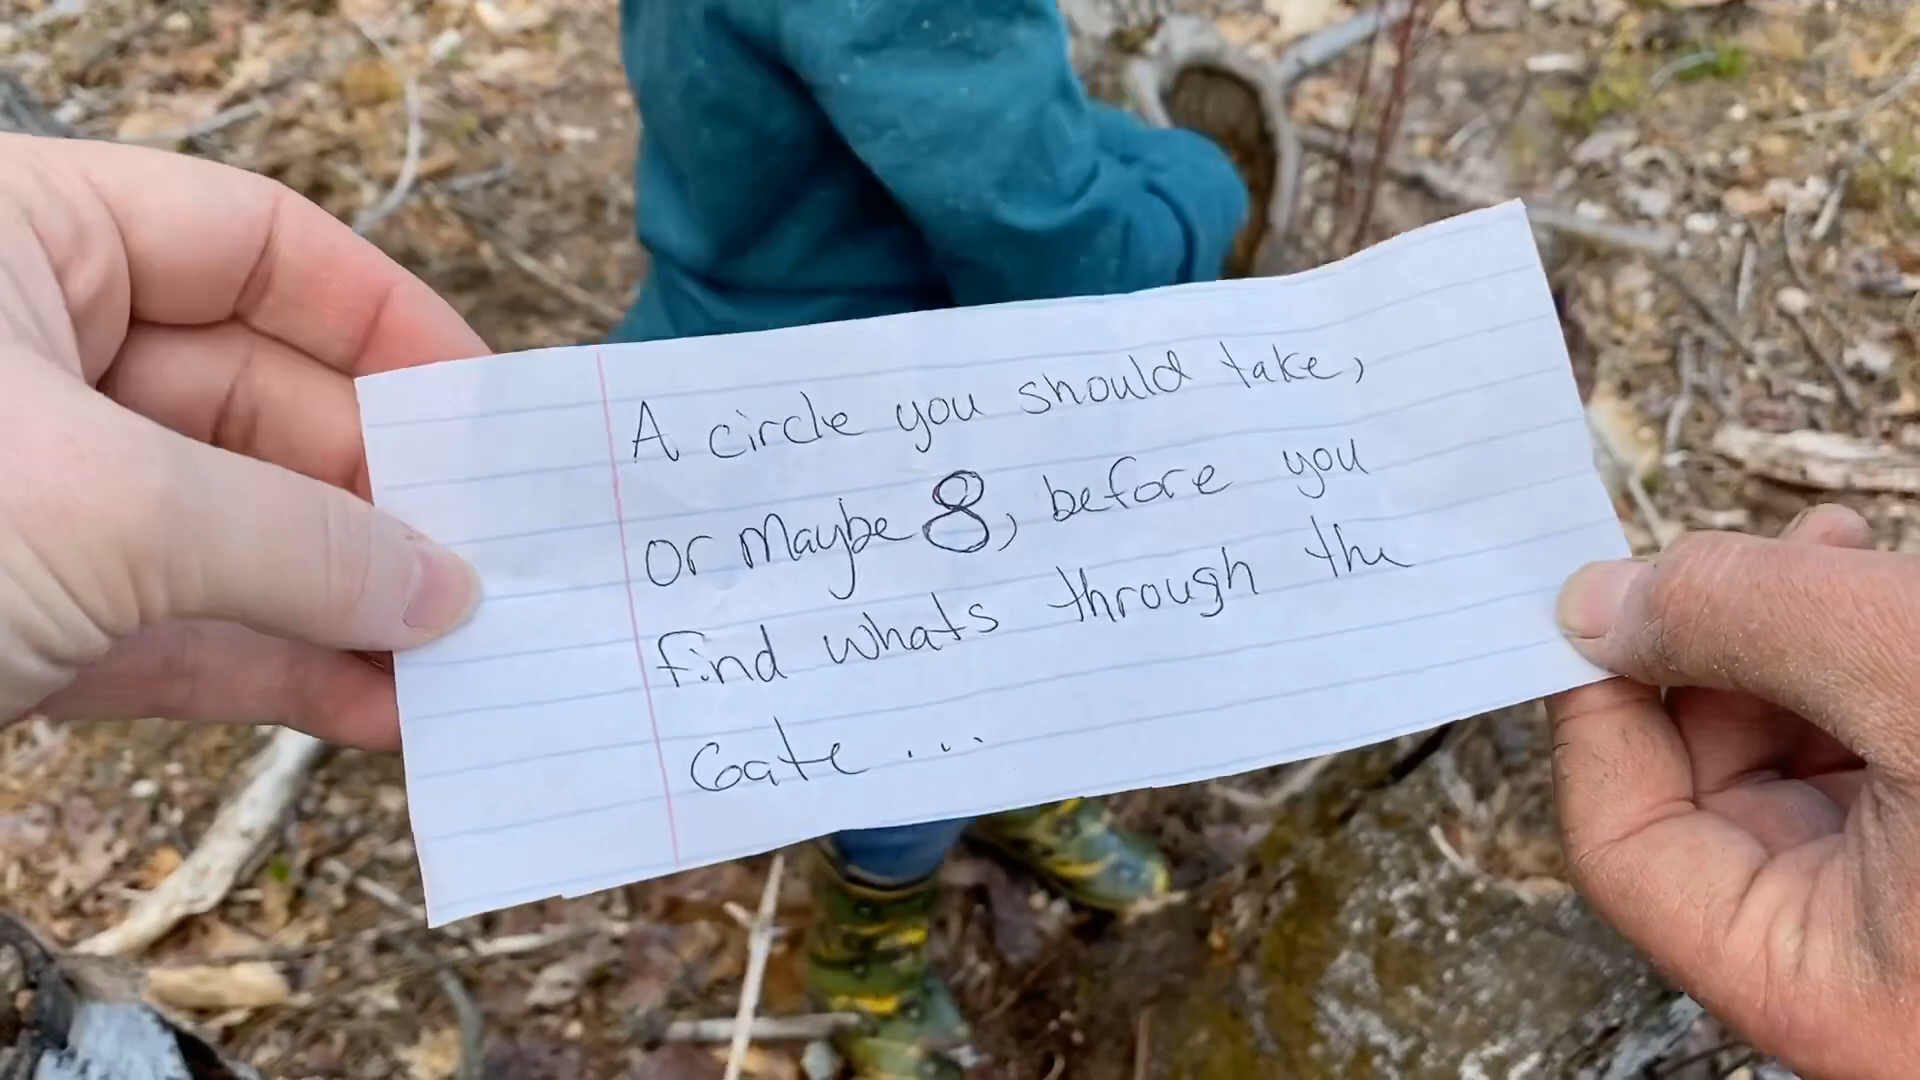 A circle you should take,
or Maybe 8, before you
find whats through the
Gate...